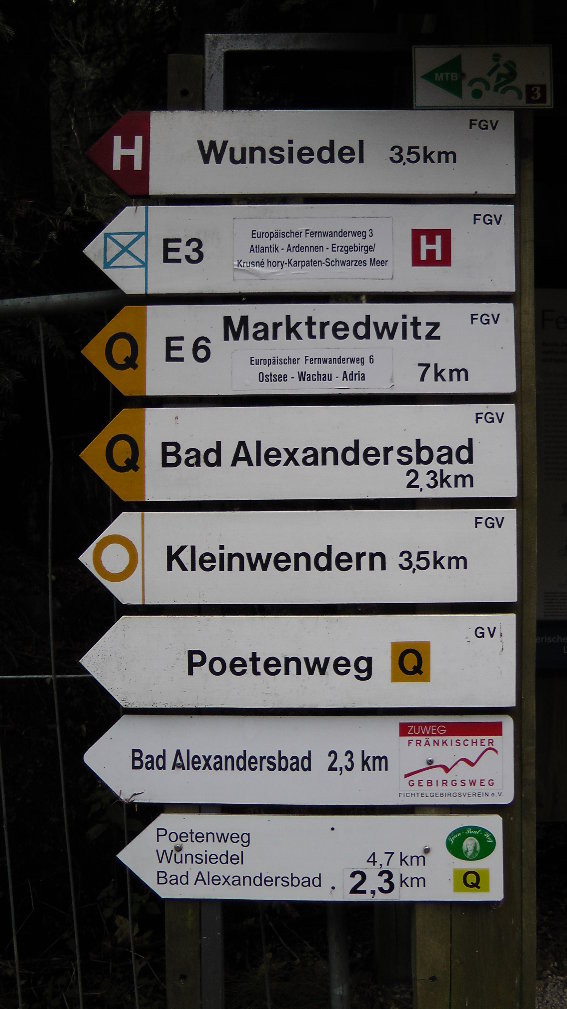 MTB
3
FGV
H Wunsiedel 3,5km
FGV
Europäischer Fernwanderweg 3
E3 Atlantik - Ardennen - Erzgebirge/ H
Krusné hory-Karpaten-Schwarzes Meer
FGV
Marktredwitz
Q E6
Europäischer Fernwanderweg 6
Ostsee - Wachau - Adria
7km
FGV
Q Bad Alexandersbad
2,3km
FGV
Kleinwendern 3,5km
GV
Poetenweg Q
ZUWEG
FRÄNKISCHER
Bad Alexandersbad 2,3 km
GEBIRGSWEG
FICHTELGEBIRGSVEREIN e.V.
Poetenweg
Wunsiedel 4,7 km
Bad Alexandersbad 2,3 km Q